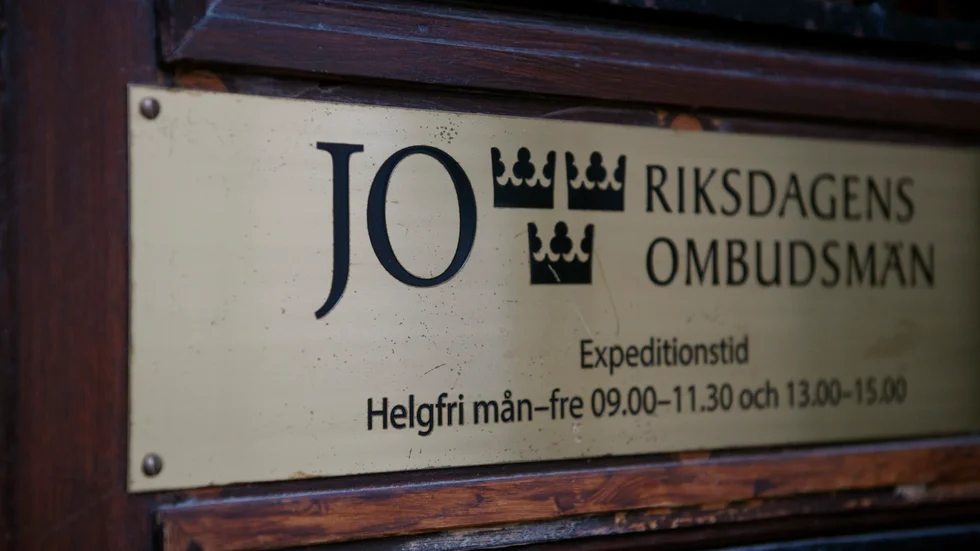 JO RIKSDAGENS
OMBUDSMÄN
Expeditionstid
Helgfri mån–fre 09.00–11.30 och 13.00–15.00